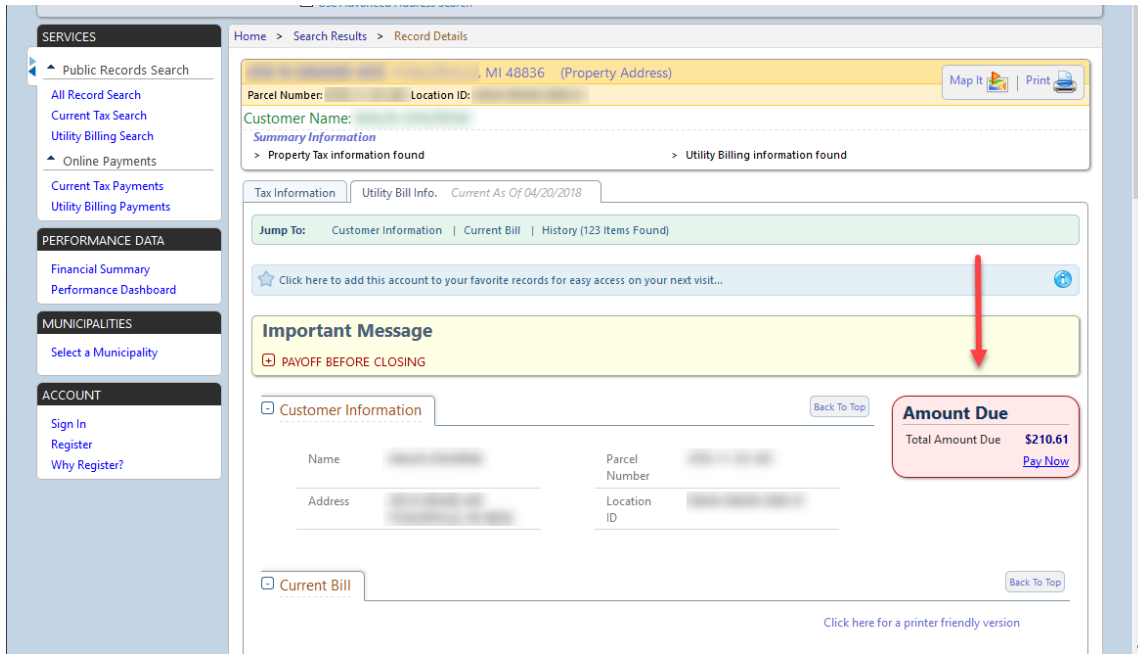 Use Advanced Address Search
SERVICES
Public Records Search
All Record Search
Current Tax Search
Utility Billing Search
Online Payments
Current Tax Payments
Utility Billing Payments
PERFORMANCE DATA
Financial Summary
Performance Dashboard
MUNICIPALITIES
Select a Municipality
ACCOUNT
Sign In
Register
Why Register?
Home > Search Results > Record Details
, MI 48836 (Property Address)
Map It | Print
Parcel Number: Location ID:
Customer Name:
Summary Information
> Property Tax information found > Utility Billing information found
Tax Information Utility Bill Info. Current As Of 04/20/2018
Jump To: Customer Information | Current Bill | History (123 Items Found)
Click here to add this account to your favorite records for easy access on your next visit...
Important Message
PAYOFF BEFORE CLOSING
Customer Information Back To Top
Amount Due
Total Amount Due $210.61
Pay Now
Name Parcel
Number
Address Location
ID
Current Bill Back To Top
Click here for a printer friendly version